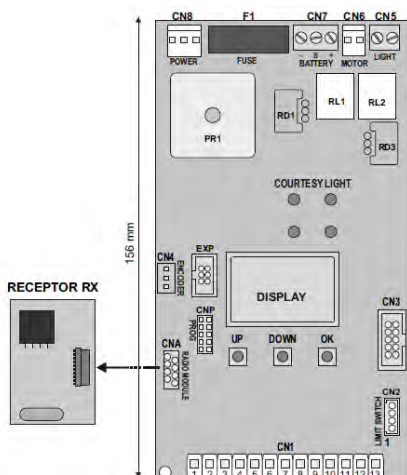 CN8 F1 CN7 CN6 CN5
POWER FUSE - S + BATTERY MOTOR LIGHT
RL1 RL2
RD1
PR1
RD3
COURTESY LIGHT
156 mm
CN4 EXP
ENCODER
DISPLAY
RECEPTOR RX
CNP
PROG
CN3
UP DOWN OK
CNA
RADIO MODULE
CN2
LIMIT SWITCH
1
CN1
1 2 3 4 5 6 7 8 9 10 11 12 13